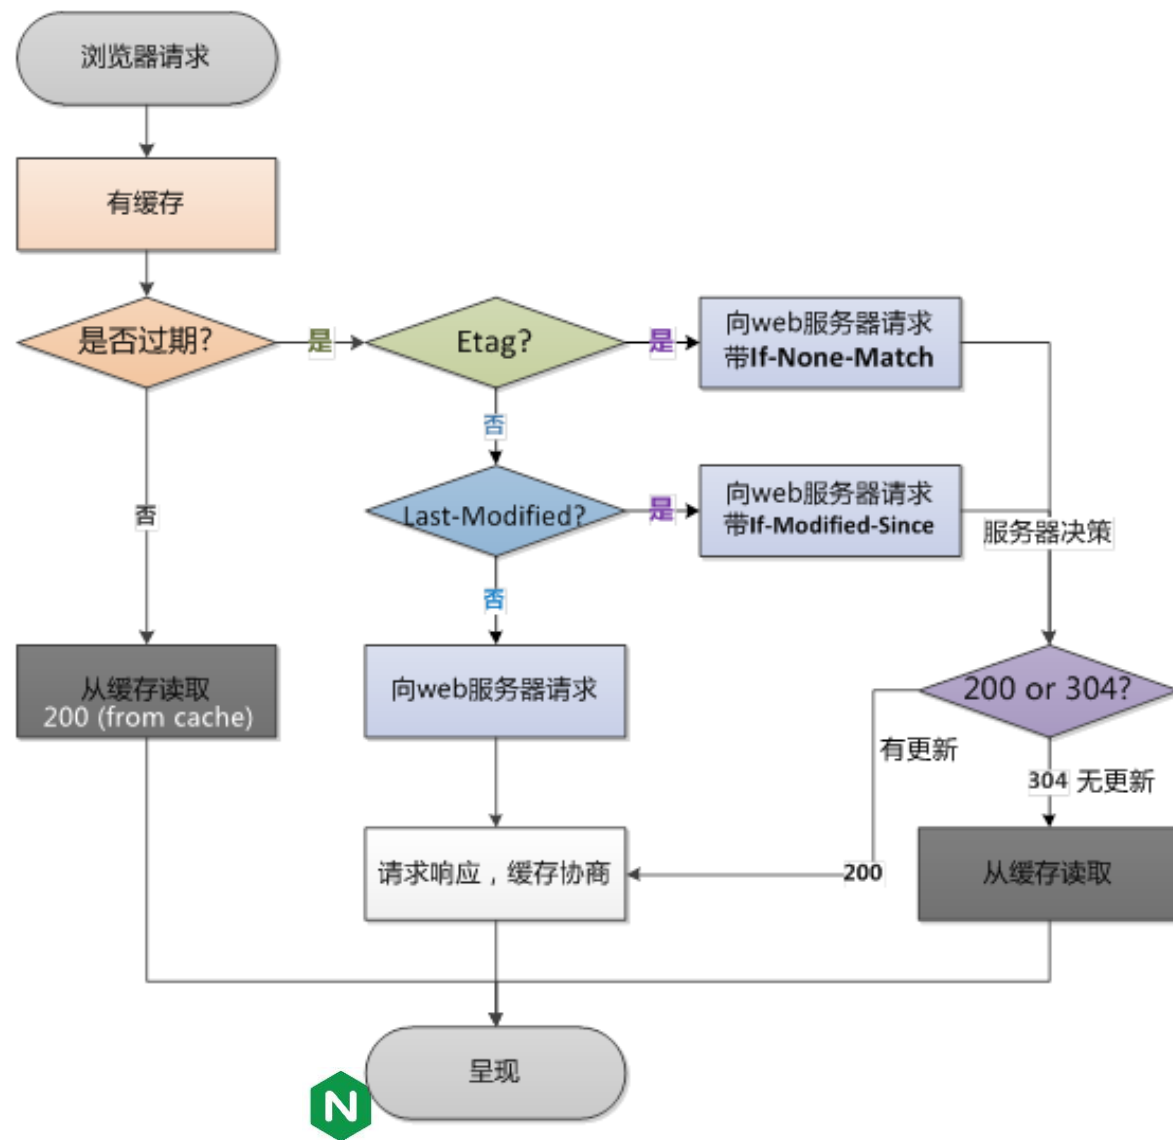 浏览器请求
有缓存
是否过期?
是
Etag?
是
向web服务器请求
带If-None-Match
否
否
Last-Modified?
是
向web服务器请求
带If-Modified-Since
服务器决策
否
从缓存读取
200 (from cache)
向web服务器请求
200 or 304?
有更新
304 无更新
请求响应，缓存协商
200
从缓存读取
呈现
N